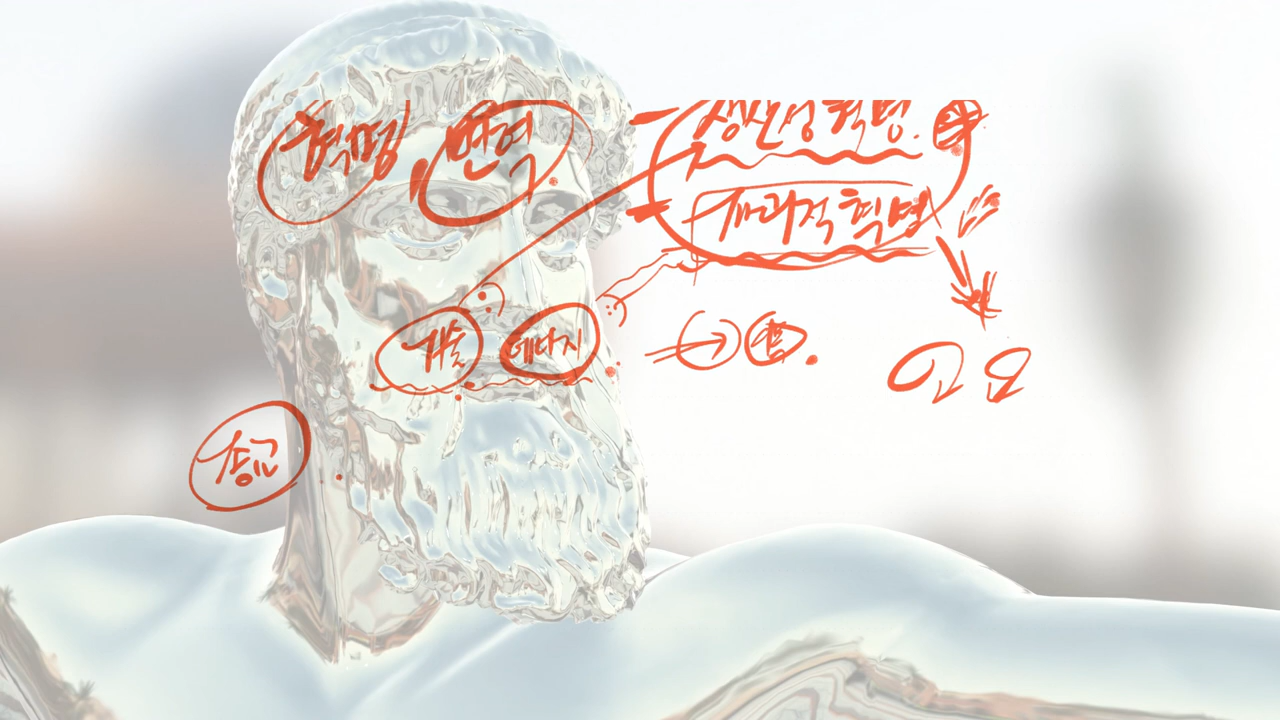 혁명 변혁
생산성 혁명.
개과적 혁명
기술 에너지
종교